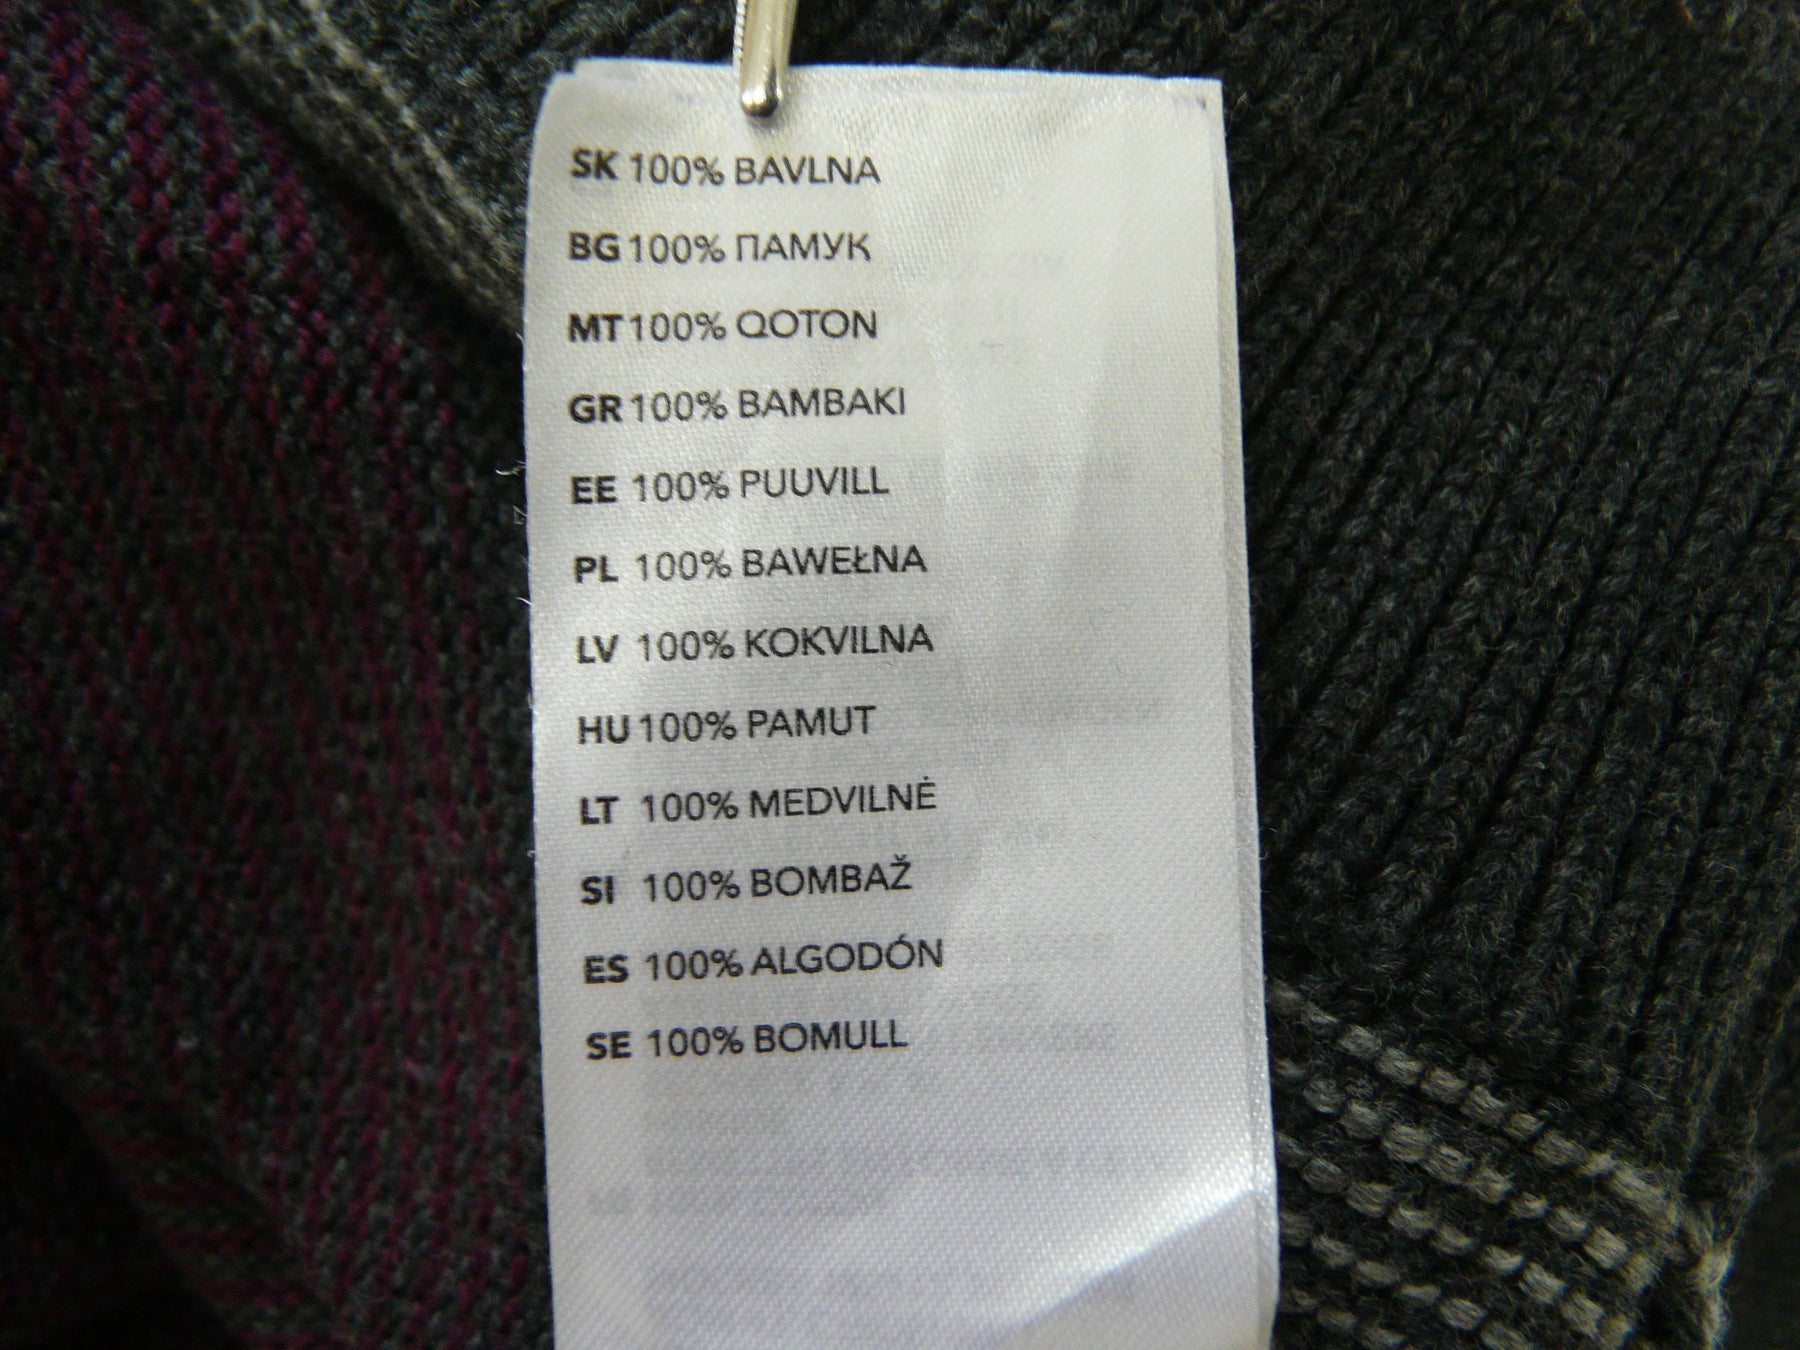 SK 100% BAVLNA
BG 100% ПАМУК
MT 100% QOTON
GR 100% BAMBAKI
EE 100% PUUVILL
PL 100% BAWEŁNA
LV 100% KOKVILNA
HU 100% PAMUT
LT 100% MEDVILNĖ
SI 100% BOMBAŽ
ES 100% ALGODÓN
SE 100% BOMULL